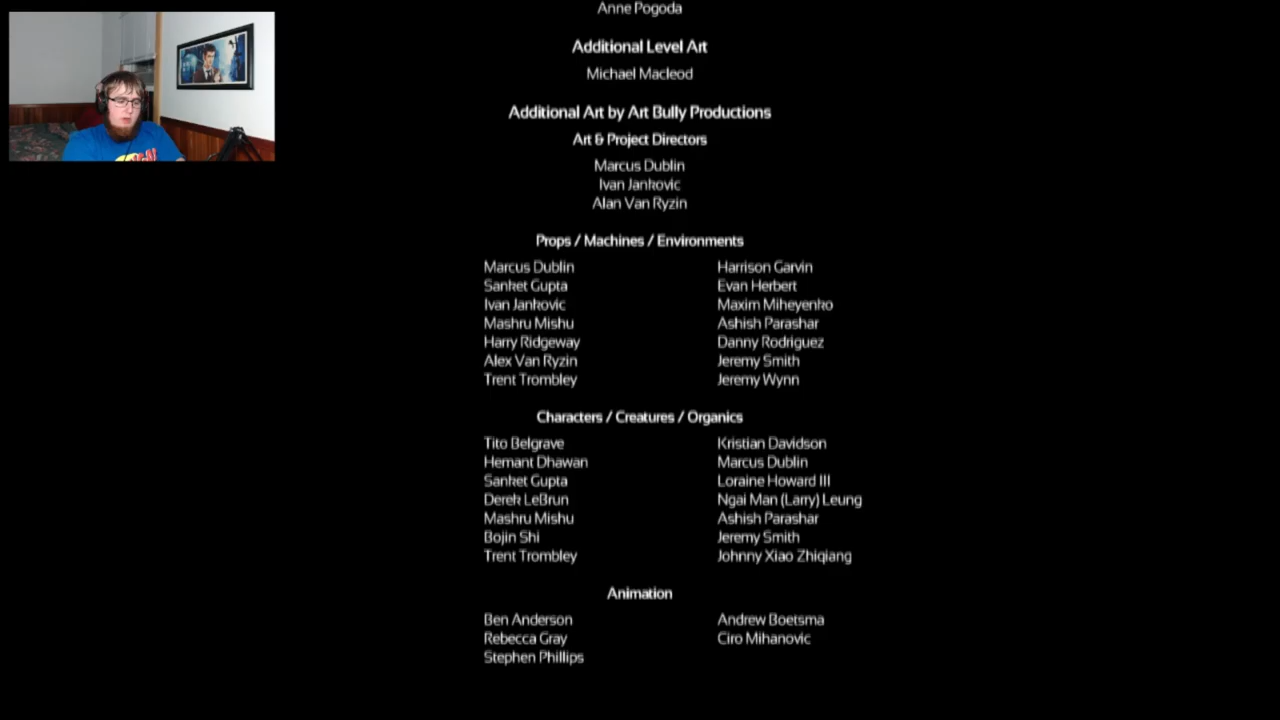 Anne Pogoda
Additional Level Art
Michael Macleod
Additional Art by Art Bully Productions
Art & Project Directors
Marcus Dublin
Ivan Jankovic
Alan Van Ryzin
Props / Machines / Environments
Marcus Dublin Harrison Garvin
Sanket Gupta Evan Herbert
Ivan Jankovic Maxim Miheyenko
Mashru Mishu Ashish Parashar
Harry Ridgeway Danny Rodriguez
Alex Van Ryzin Jeremy Smith
Trent Trombley Jeremy Wynn
Characters / Creatures / Organics
Tito Belgrave Kristian Davidson
Hemant Dhawan Marcus Dublin
Sanket Gupta Loraine Howard III
Derek LeBrun Ngai Man (Larry) Leung
Mashru Mishu Ashish Parashar
Bojin Shi Jeremy Smith
Trent Trombley Johnny Xiao Zhiqiang
Animation
Ben Anderson Andrew Boetsma
Rebecca Gray Ciro Mihanovic
Stephen Phillips